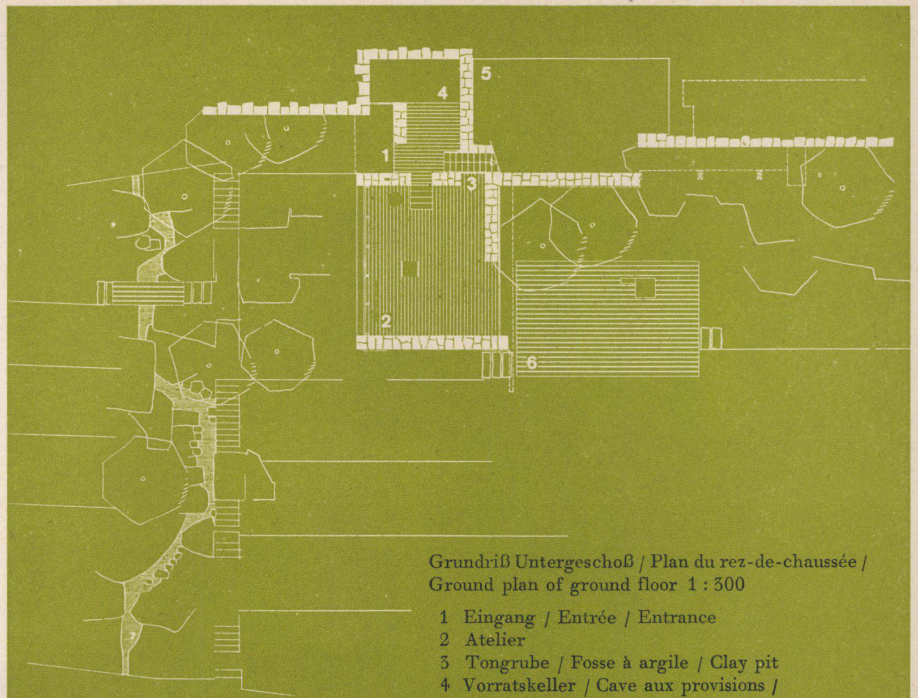 5
4
1
3
2
6
Grundriß Untergeschoß / Plan du rez-de-chaussée /
Ground plan of ground floor 1 : 300
1 Eingang / Entrée / Entrance
2 Atelier
3 Tongrube / Fosse à argile / Clay pit
4 Vorratskeller / Cave aux provisions /